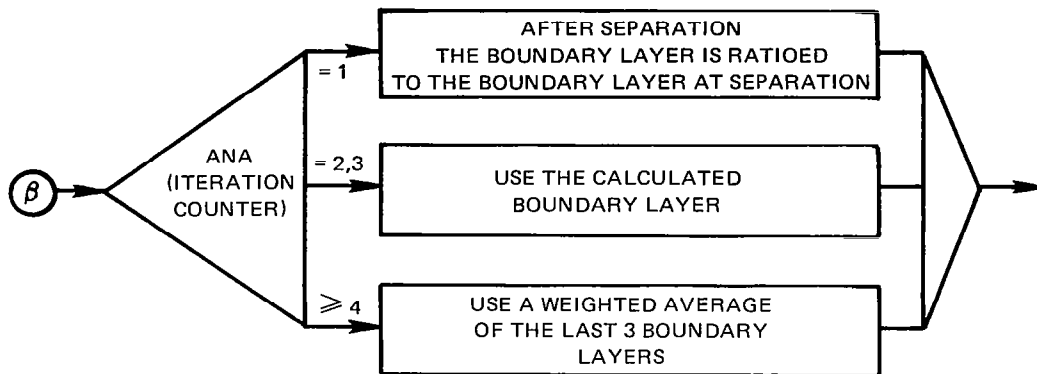 AFTER SEPARATION
THE BOUNDARY LAYER IS RATIOED
TO THE BOUNDARY LAYER AT SEPARATION
= 1
β
ANA
(ITERATION
COUNTER)
= 2,3
USE THE CALCULATED
BOUNDARY LAYER
≥ 4
USE A WEIGHTED AVERAGE
OF THE LAST 3 BOUNDARY
LAYERS